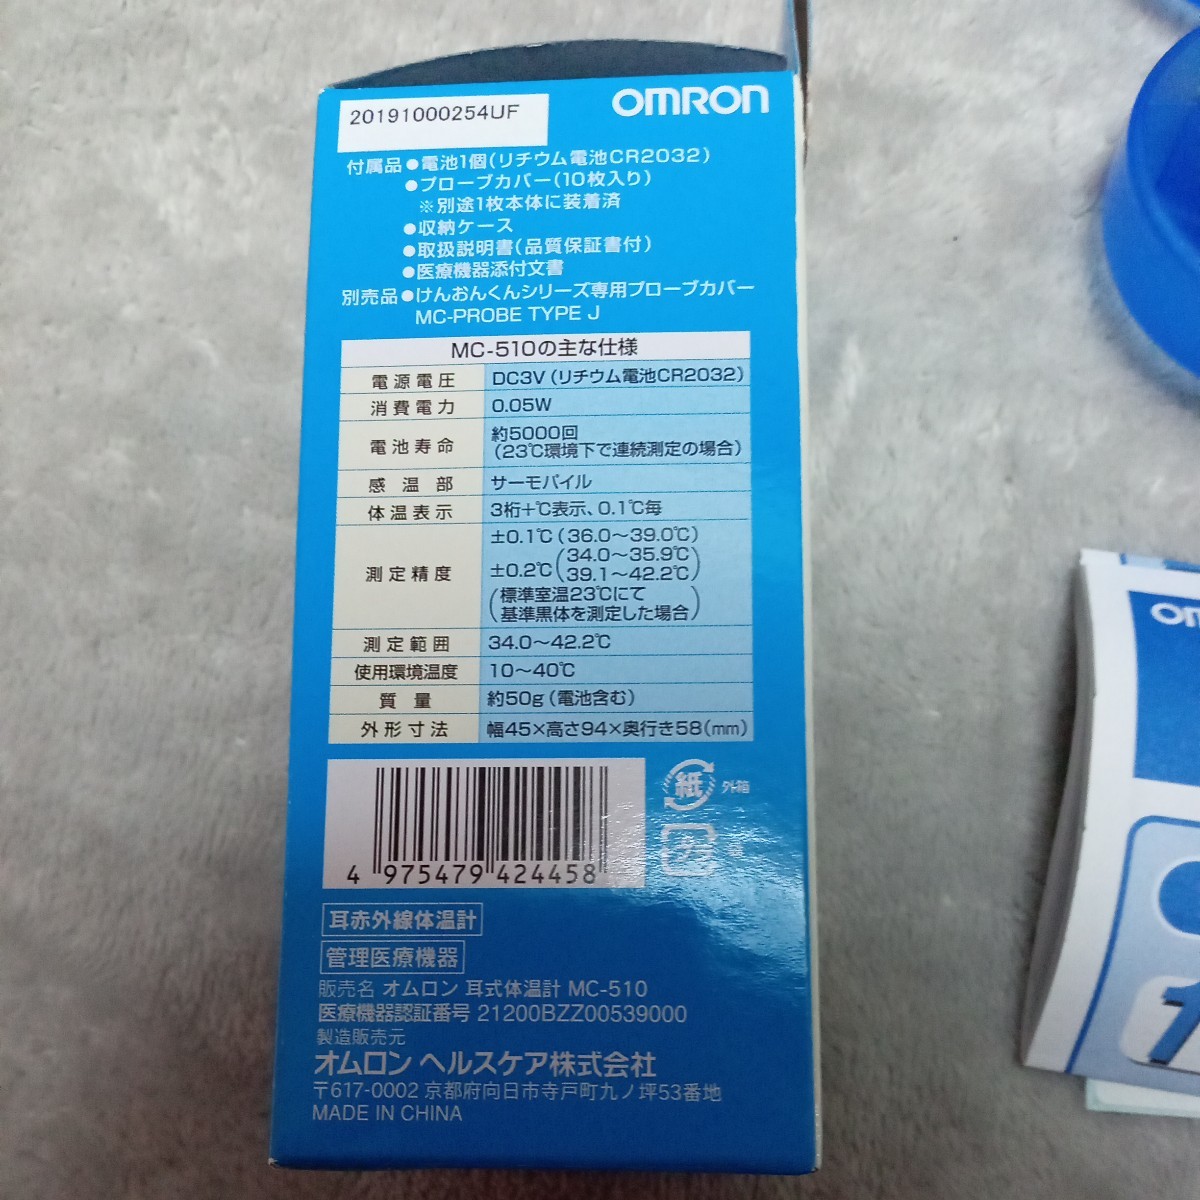 20191000254UF
OMRON
付属品●電池1個(リチウム電池CR2032)
●プローブカバー(10枚入り)
※別途1枚本体に装着済
●収納ケース
●取扱説明書(品質保証書付)
●医療機器添付文書
別売品●けんおんくんシリーズ専用プローブカバー
MC-PROBE TYPE J
MC-510の主な仕様
電源電圧 DC3V(リチウム電池CR2032)
消費電力 0.05W
電池寿命 約5000回
(23℃環境下で連続測定の場合)
感温部 サーモパイル
体温表示 3桁+℃表示、0.1℃毎
測定精度 ±0.1℃(36.0〜39.0℃)
±0.2℃(34.0〜35.9℃
39.1〜42.2℃)
(標準室温23℃にて
基準黒体を測定した場合)
測定範囲 34.0〜42.2℃
使用環境温度 10〜40℃
質量 約50g(電池含む)
外形寸法 幅45×高さ94×奥行き58(mm)
紙 外箱
プラ
4 975479 424458
耳赤外線体温計
管理医療機器
販売名 オムロン 耳式体温計 MC-510
医療機器認証番号 21200BZZ00539000
製造販売元
オムロン ヘルスケア株式会社
〒617-0002 京都府向日市寺戸町九ノ坪53番地
MADE IN CHINA
1